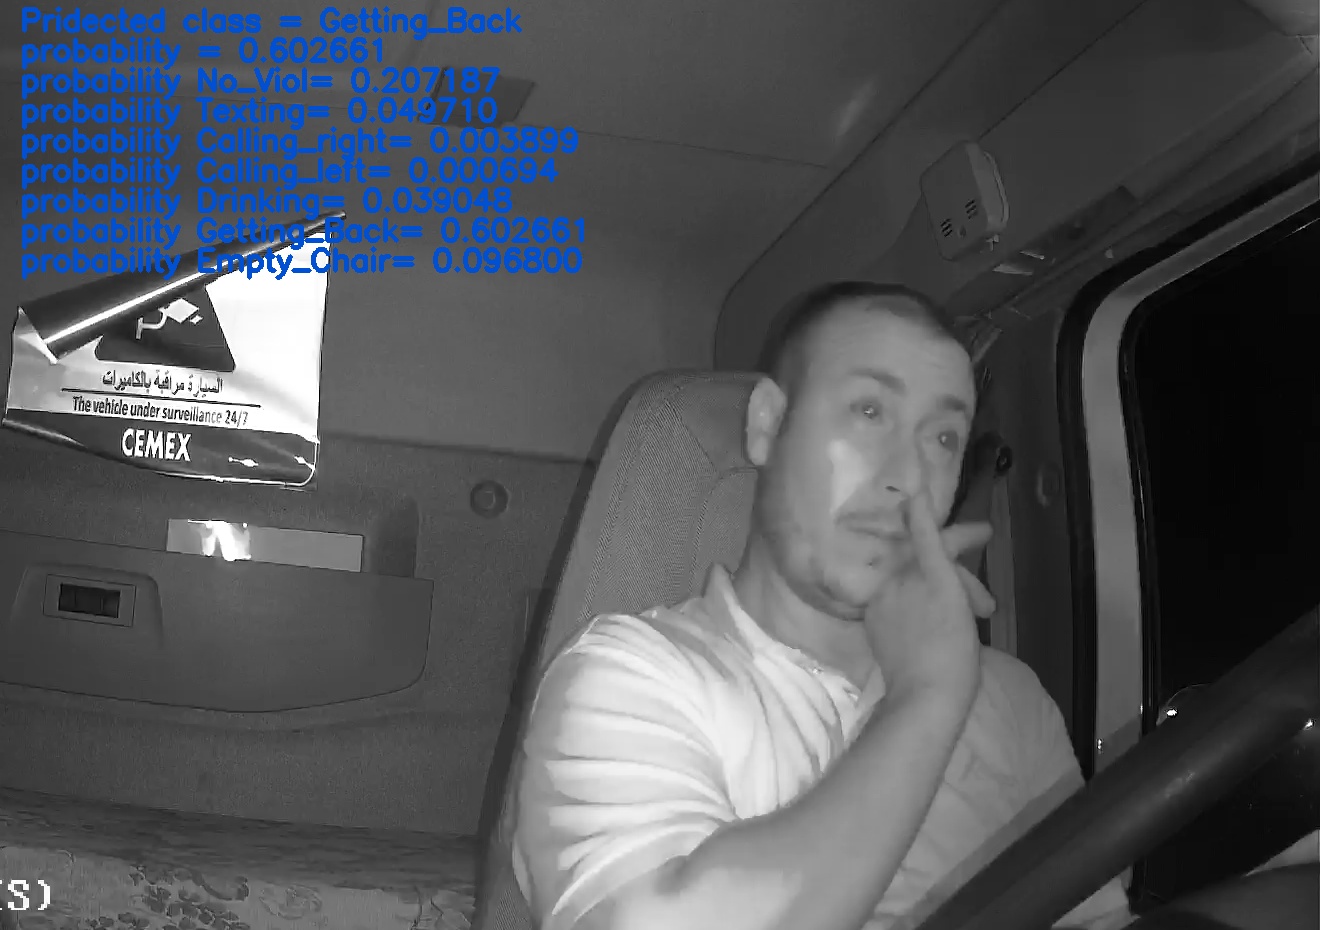 Pridected class = Getting_Back
probability = 0.602661
probability No_Viol= 0.207187
probability Texting= 0.049710
probability Calling_right= 0.003899
probability Calling_left= 0.000694
probability Drinking= 0.039048
probability Getting_Back= 0.602661
probability Empty_Chair= 0.096800
السيارة مراقبة بالكاميرات
The vehicle under surveillance 24/7
CEMEX
S)